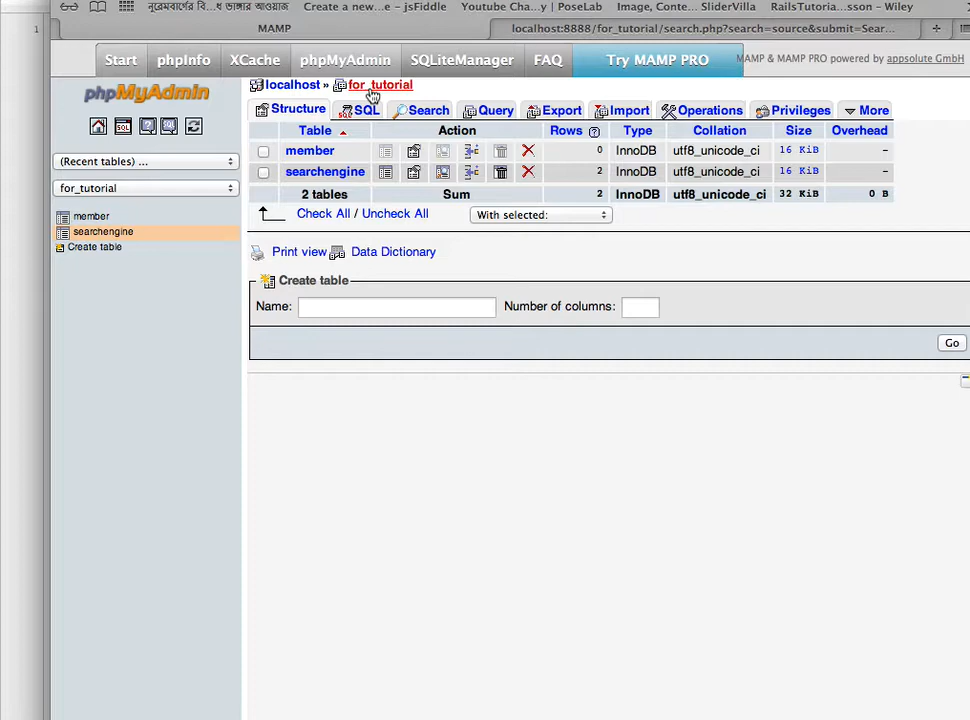 নুরেমবার্গের বি...ধ ভাঙ্গার আওয়াজ Create a new...e - jsFiddle Youtube Cha...y | PoseLab Image, Conte... SliderVilla RailsTutoria...sson - Wiley
1
MAMP localhost:8888/for_tutorial/search.php?search=source&submit=Sear... +
Start phpInfo XCache phpMyAdmin SQLiteManager FAQ Try MAMP PRO MAMP & MAMP PRO powered by appsolute GmbH
phpMyAdmin
(Recent tables) ...
for_tutorial
member
searchengine
Create table
localhost » for_tutorial
Structure SQL Search Query Export Import Operations Privileges More
Table Action Rows Type Collation Size Overhead
member 0 InnoDB utf8_unicode_ci 16 KiB -
searchengine 2 InnoDB utf8_unicode_ci 16 KiB -
2 tables Sum 2 InnoDB utf8_unicode_ci 32 KiB 0 B
Check All / Uncheck All With selected:
Print view Data Dictionary
Create table
Name: Number of columns:
Go